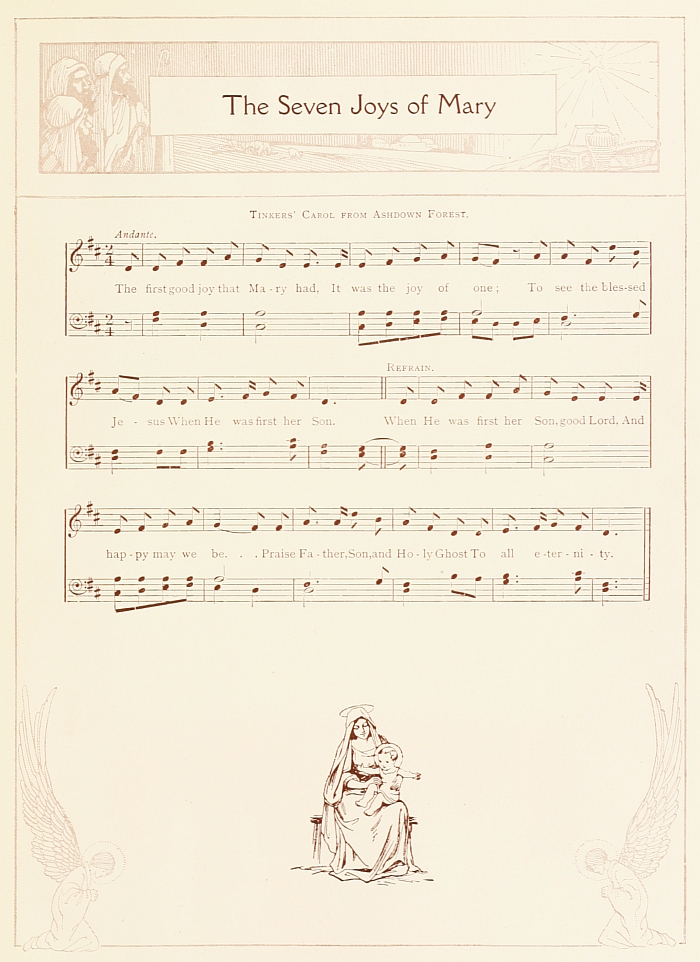 The Seven Joys of Mary
Tinkers' Carol from Ashdown Forest.
Andante.
The first good joy that Ma - ry had, It was the joy of one; To see the bles-sed
Refrain.
Je - sus When He was first her Son. When He was first her Son, good Lord, And
hap - py may we be. . . Praise Fa - ther, Son, and Ho - ly Ghost To all e - ter - ni - ty.